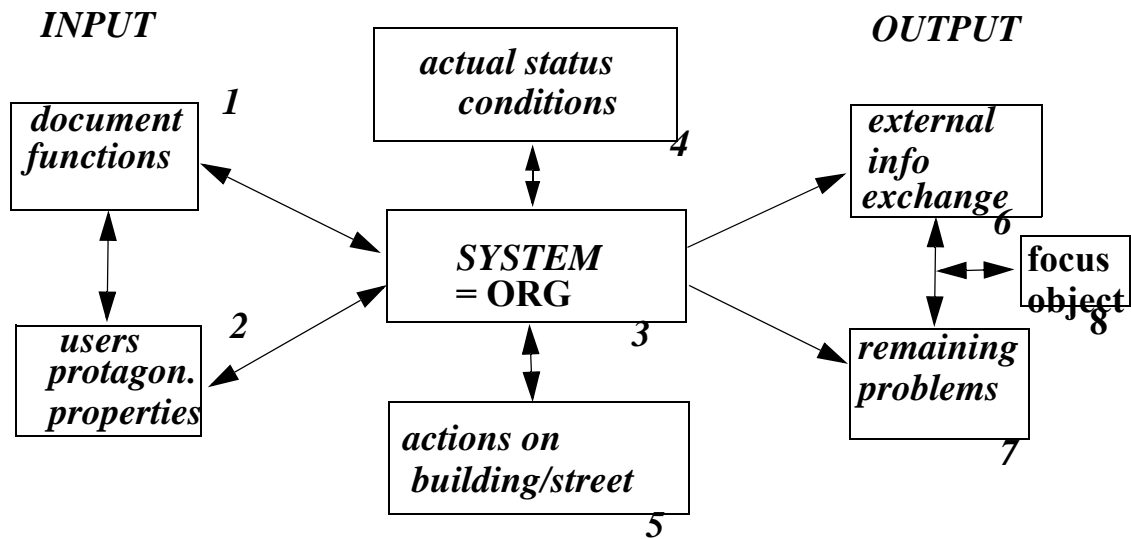 INPUT
OUTPUT
document
functions
1
users
protagon.
properties
2
actual status
conditions
4
SYSTEM
= ORG
3
actions on
building/street
5
external
info
exchange
6
focus
object
8
remaining
problems
7